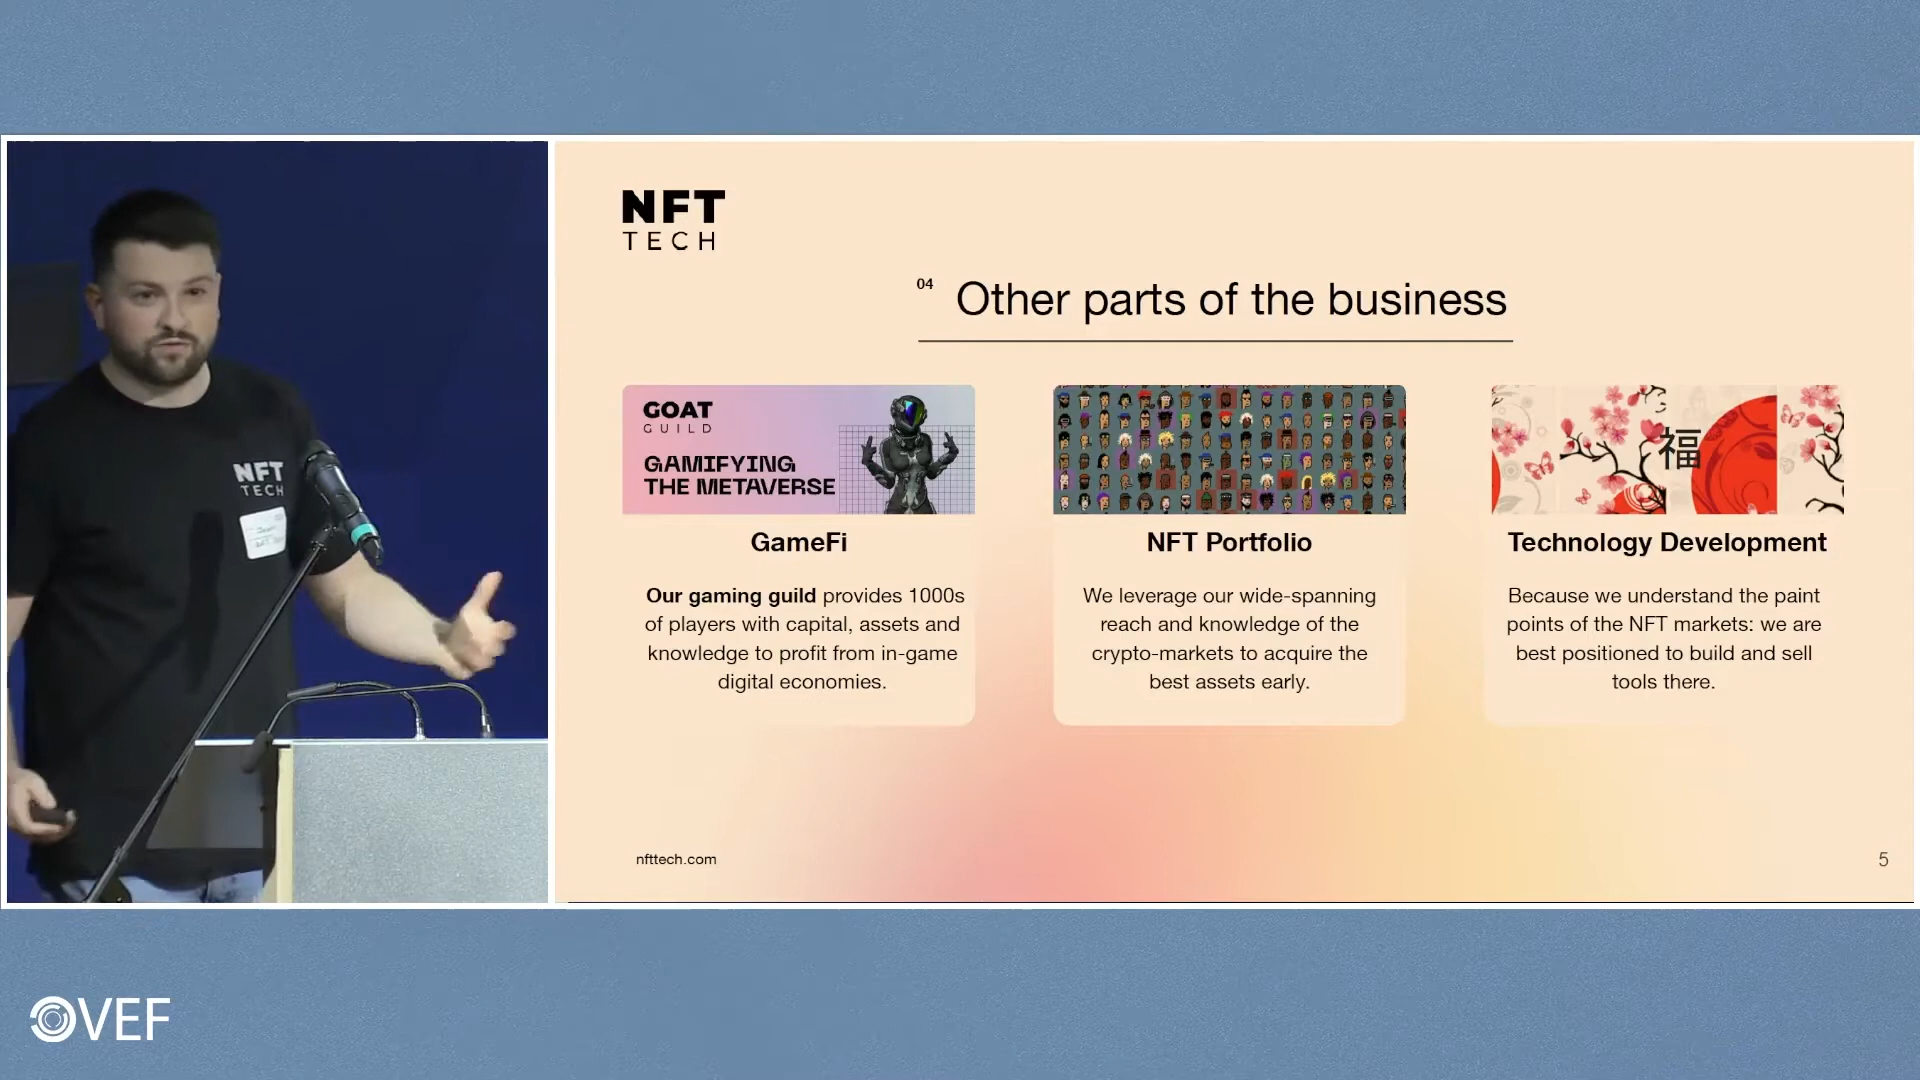 NFT
TECH
04
Other parts of the business
GOAT
GUILD
GAMIFYING
THE METAVERSE
福
GameFi
NFT Portfolio
Technology Development
Our gaming guild provides 1000s
of players with capital, assets and
knowledge to profit from in-game
digital economies.
We leverage our wide-spanning
reach and knowledge of the
crypto-markets to acquire the
best assets early.
Because we understand the paint
points of the NFT markets: we are
best positioned to build and sell
tools there.
nfttech.com
5
NFT
TECH
VEF